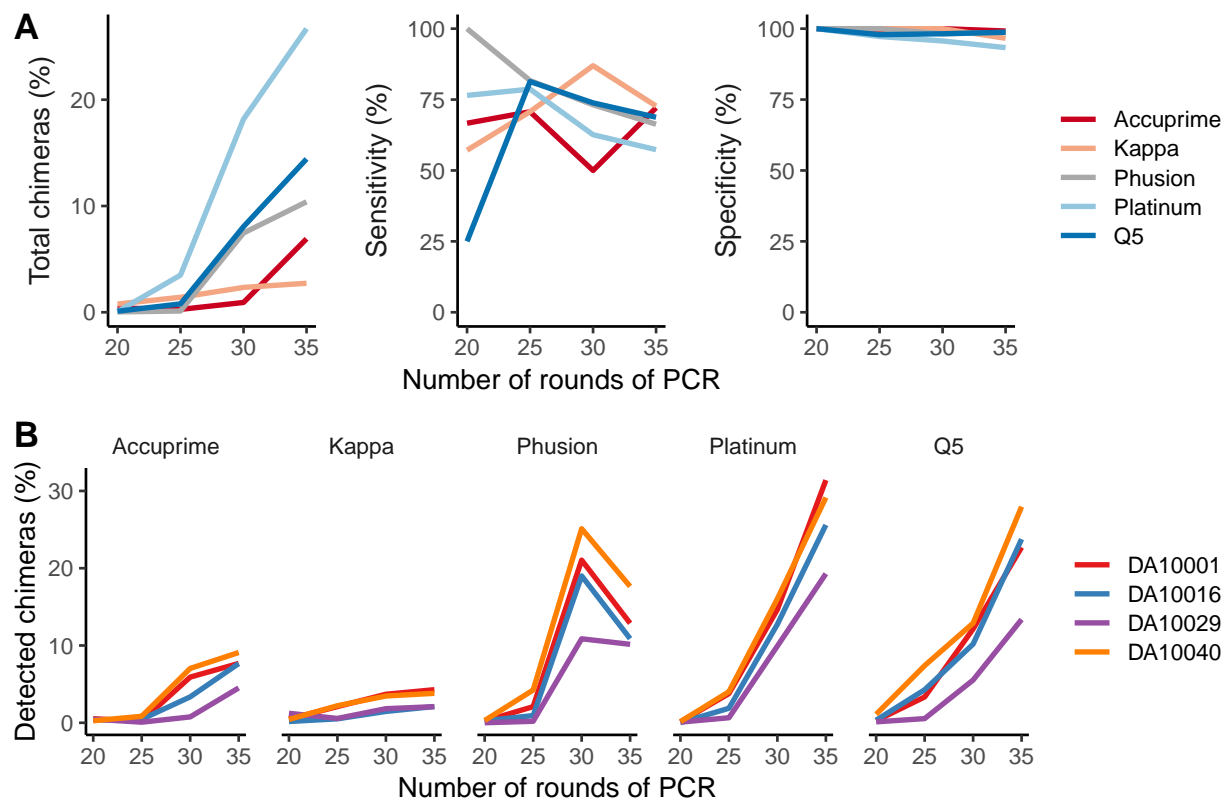 A
Total chimeras (%)
20
10
0
20 25 30 35
Sensitivity (%)
100
75
50
25
0
20 25 30 35
Specificity (%)
100
75
50
25
0
20 25 30 35
Number of rounds of PCR
Accuprime
Kappa
Phusion
Platinum
Q5
B
Accuprime Kappa Phusion Platinum Q5
Detected chimeras (%)
30
20
10
0
20 25 30 35 20 25 30 35 20 25 30 35 20 25 30 35 20 25 30 35
Number of rounds of PCR
DA10001
DA10016
DA10029
DA10040